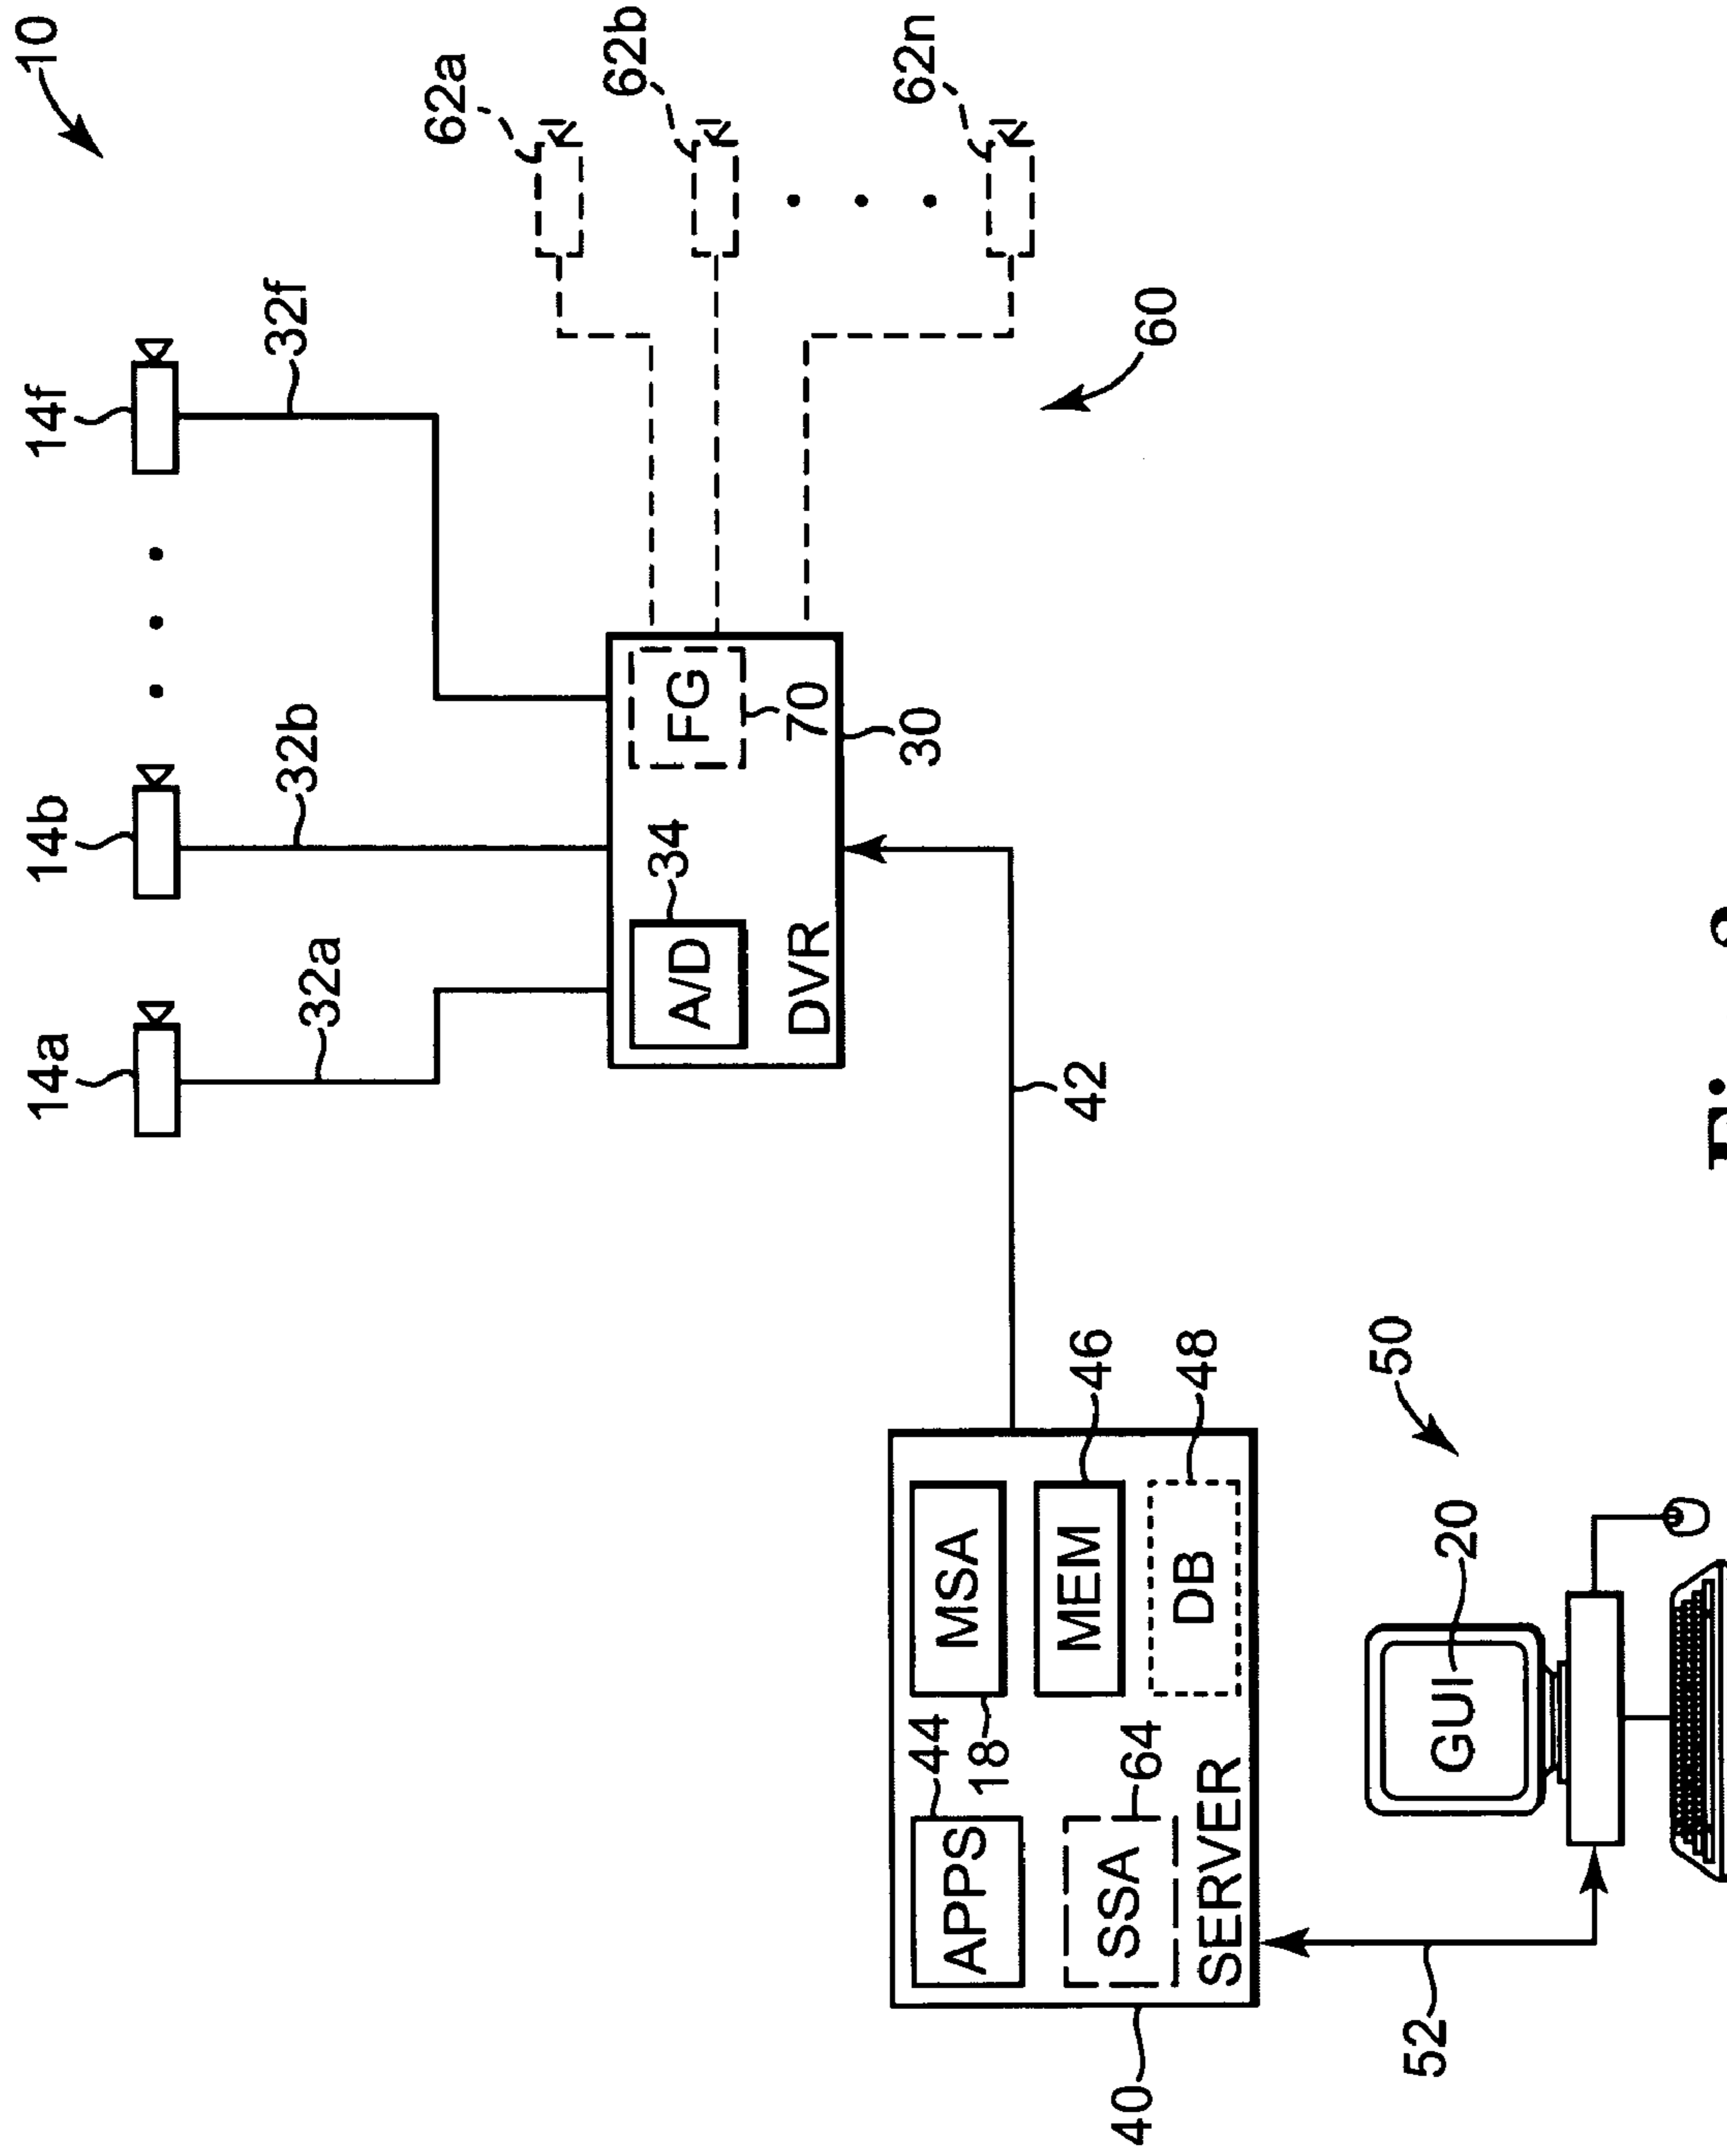 10
14a
14b
14f
32a
32b
32f
62a
62b
62n
A/D
34
FG
70
DVR
30
60
42
APPS
44
MSA
18
SSA
64
MEM
46
SERVER
DB
48
40
50
GUI
20
52